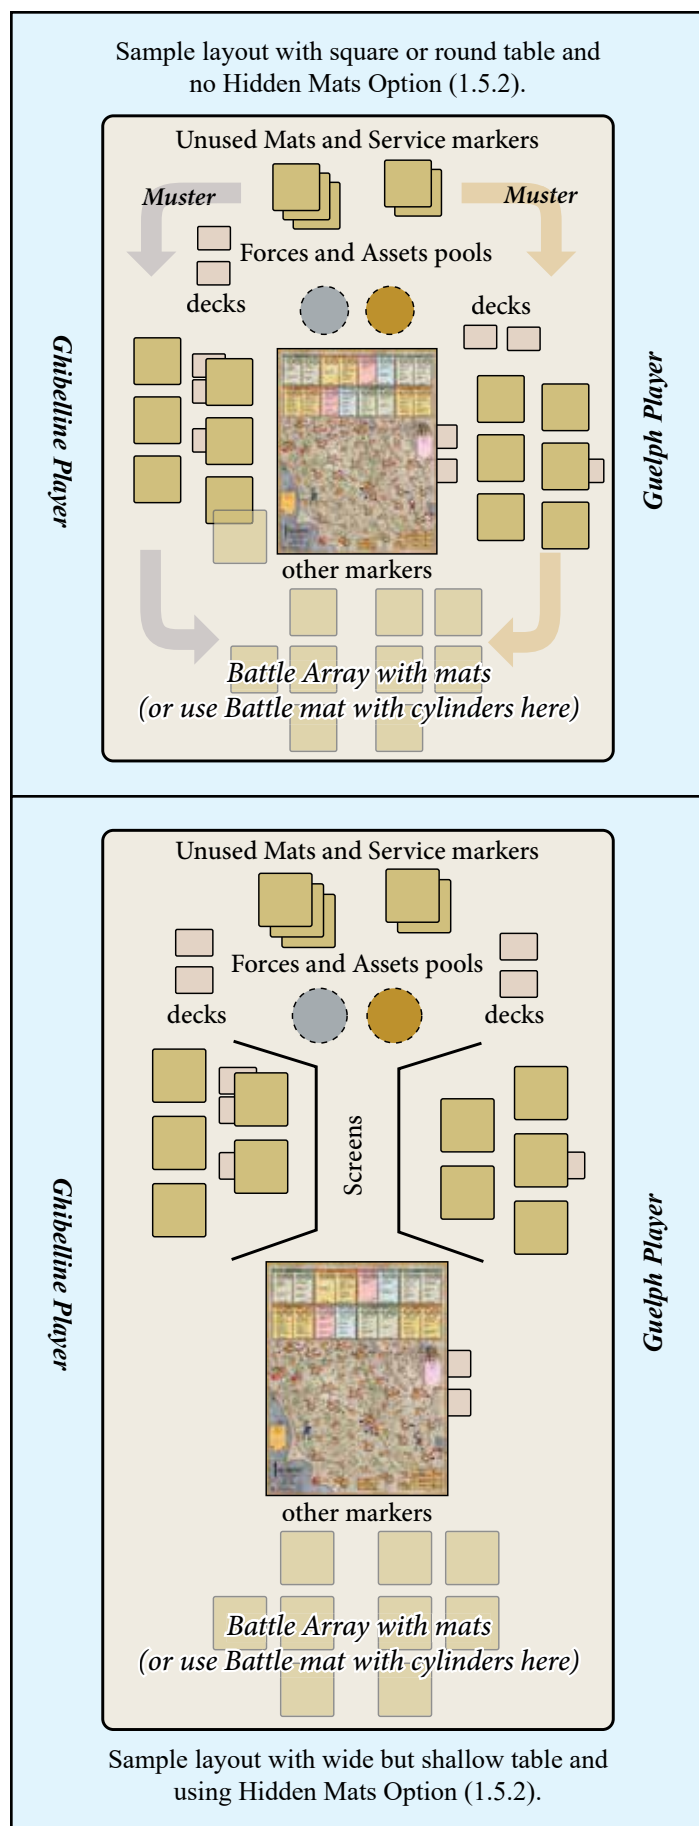 Sample layout with square or round table and
no Hidden Mats Option (1.5.2).
Unused Mats and Service markers
Muster
Muster
Forces and Assets pools
decks
decks
Ghibelline Player
Guelph Player
other markers
Battle Array with mats
(or use Battle mat with cylinders here)
Unused Mats and Service markers
Forces and Assets pools
decks
decks
Screens
Ghibelline Player
Guelph Player
other markers
Battle Array with mats
(or use Battle mat with cylinders here)
Sample layout with wide but shallow table and
using Hidden Mats Option (1.5.2).